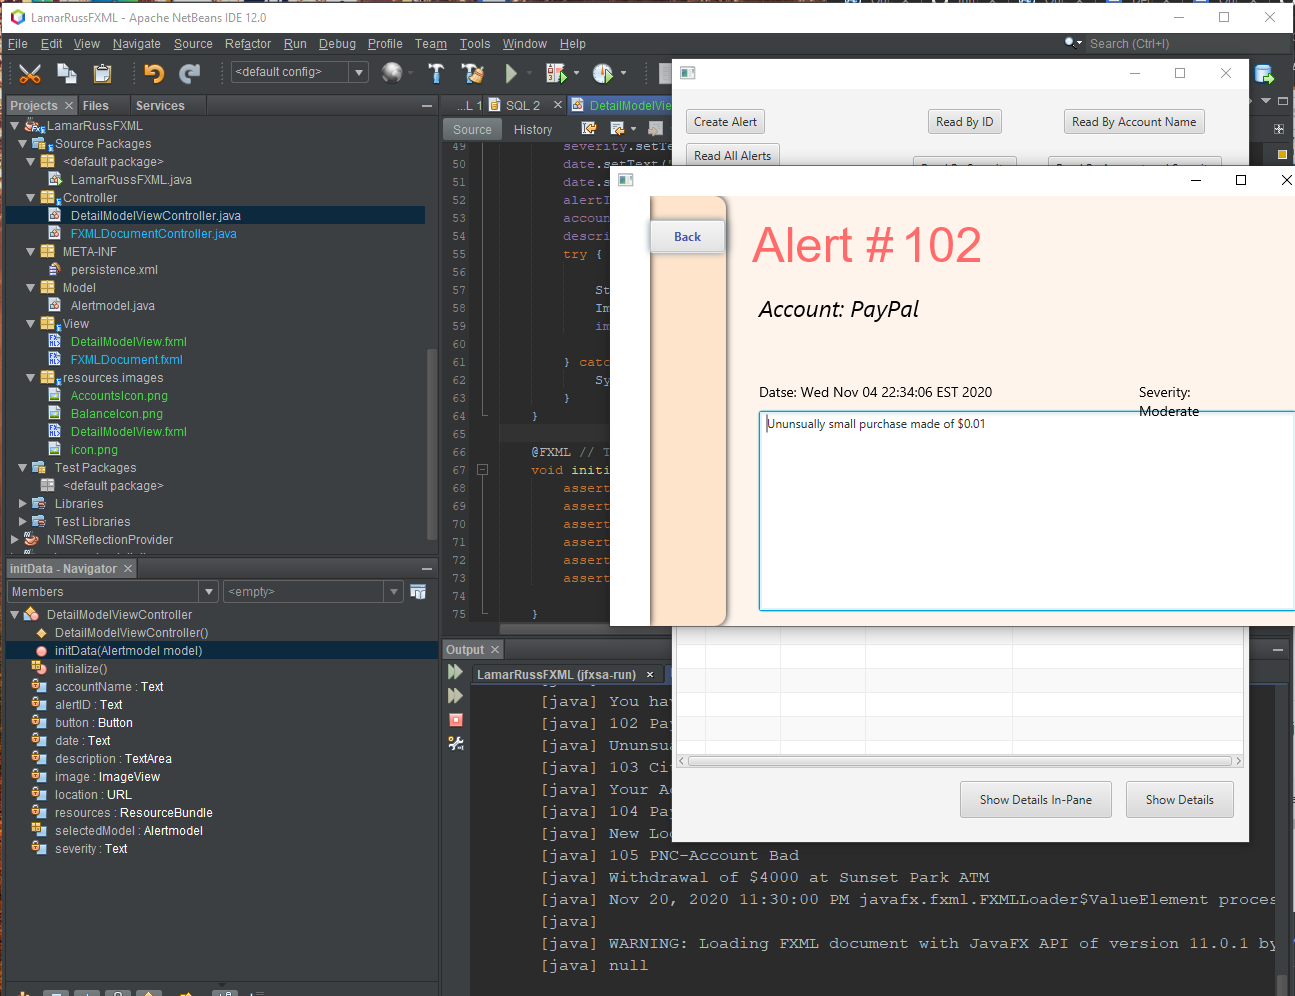 LamarRussFXML - Apache NetBeans IDE 12.0
File Edit View Navigate Source Refactor Run Debug Profile Team Tools Window Help
Search (Ctrl+I)
<default config>
Projects Files Services
LamarRussFXML
Source Packages
<default package>
LamarRussFXML.java
Controller
DetailModelViewController.java
FXMLDocumentController.java
META-INF
persistence.xml
Model
Alertmodel.java
View
DetailModelView.fxml
FXMLDocument.fxml
resources.images
AccountsIcon.png
BalanceIcon.png
DetailModelView.fxml
icon.png
Test Packages
<default package>
Libraries
Test Libraries
NMSReflectionProvider
initData - Navigator
Members <empty>
DetailModelViewController
DetailModelViewController()
initData(Alertmodel model)
initialize()
accountName : Text
alertID : Text
button : Button
date : Text
description : TextArea
image : ImageView
location : URL
resources : ResourceBundle
selectedModel : Alertmodel
severity : Text
...L 1 SQL 2 DetailModelVie
Source History
49 severity.setTe
50 date.setText("
51 date.s
52 alertI
53 accoun
54 descri
55 try {
56
57 St
58 Im
59 im
60
61 } catc
62 Sy
63 }
64 }
65
66 @FXML // T
67 void initi
68 assert
69 assert
70 assert
71 assert
72 assert
73 assert
74
75 }
Create Alert Read By ID Read By Account Name
Read All Alerts
Back
Alert # 102
Account: PayPal
Datse: Wed Nov 04 22:34:06 EST 2020
Severity:
Moderate
Ununsually small purchase made of $0.01
Show Details In-Pane Show Details
Output
LamarRussFXML (jfxsa-run)
[java] You hav
[java] 102 Pay
[java] Ununsua
[java] 103 Cit
[java] Your Ac
[java] 104 Pay
[java] New Loc
[java] 105 PNC-Account Bad
[java] Withdrawal of $4000 at Sunset Park ATM
[java] Nov 20, 2020 11:30:00 PM javafx.fxml.FXMLLoader$ValueElement proces
[java]
[java] WARNING: Loading FXML document with JavaFX API of version 11.0.1 by
[java] null